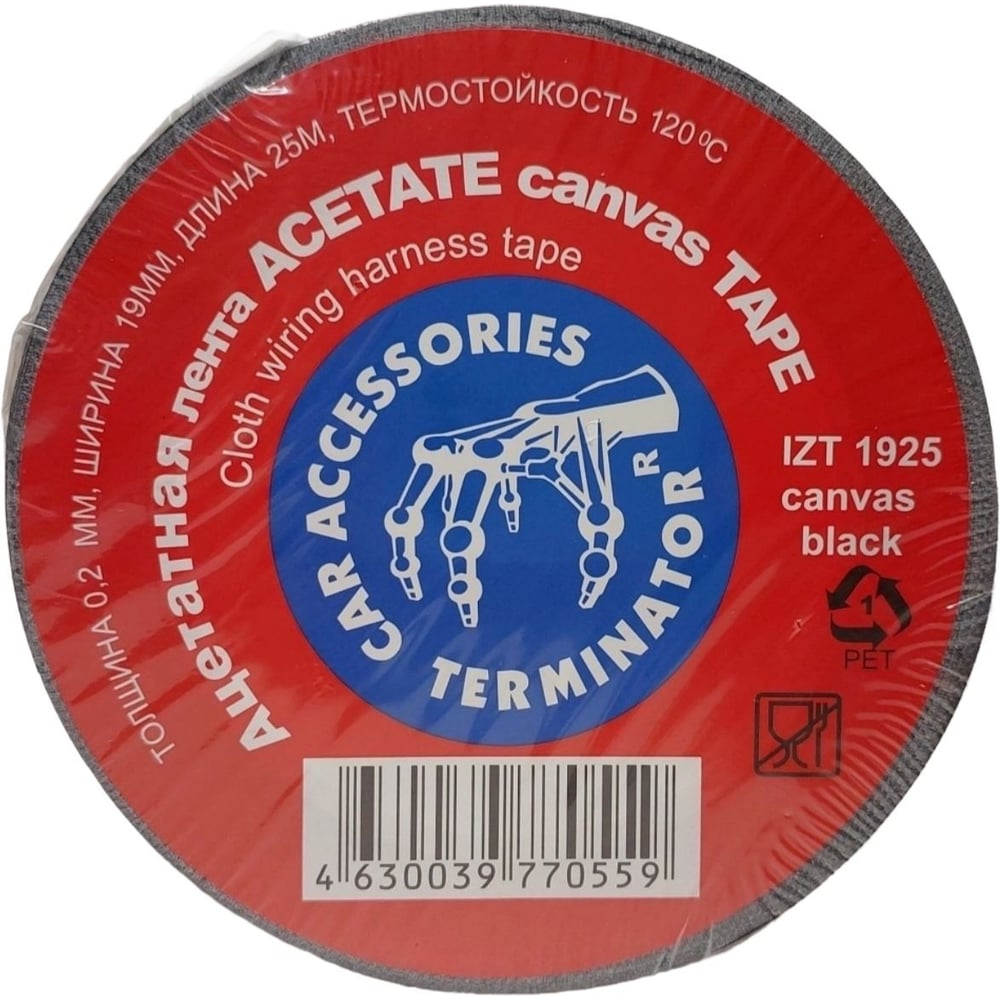 ТОЛЩИНА 0,2 ММ, ШИРИНА 19ММ, ДЛИНА 25М, ТЕРМОСТОЙКОСТЬ 120⁰С
Ацетатная лента ACETATE canvas TAPE
Cloth wiring harness tape
CAR ACCESSORIES
TERMINATOR R
IZT 1925
canvas
black
1
PET
4 630039 770559